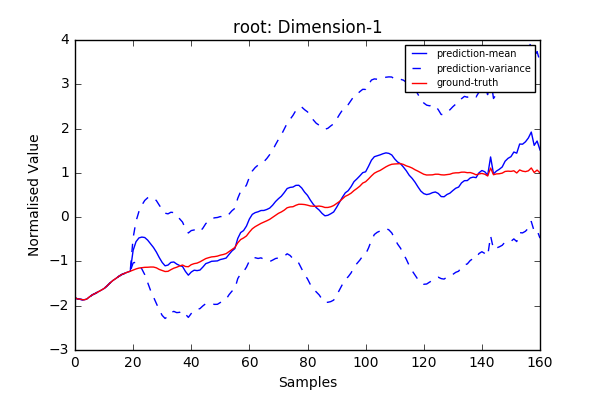 root: Dimension-1
4
3
2
1
0
−1
−2
−3
Normalised Value
prediction-mean
prediction-variance
ground-truth
0 20 40 60 80 100 120 140 160
Samples